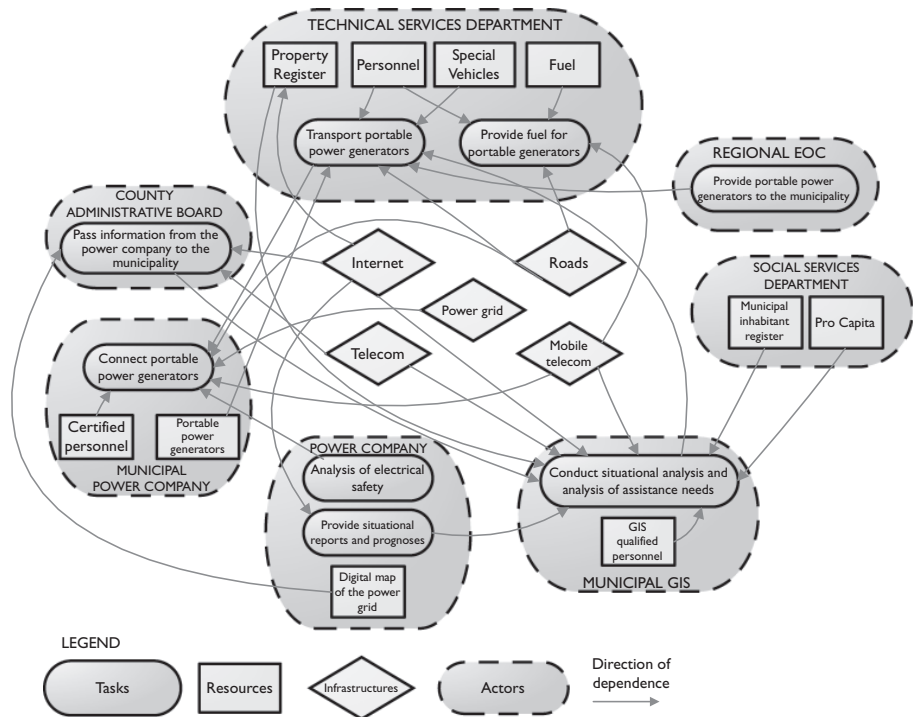 TECHNICAL SERVICES DEPARTMENT
Property
Register
Personnel
Special
Vehicles
Fuel
Transport portable
power generators
Provide fuel for
portable generators
REGIONAL EOC
Provide portable power
generators to the municipality
COUNTY
ADMINISTRATIVE BOARD
Pass information from the
power company to the
municipality
Internet
Roads
SOCIAL SERVICES
DEPARTMENT
Municipal
inhabitant
register
Pro Capita
Power grid
Telecom
Mobile
telecom
Connect portable
power generators
Certified
personnel
Portable
power
generators
MUNICIPAL
POWER COMPANY
POWER COMPANY
Analysis of electrical
safety
Provide situational
reports and prognoses
Digital map
of the power
grid
Conduct situational analysis and
analysis of assistance needs
GIS
qualified
personnel
MUNICIPAL GIS
LEGEND
Tasks
Resources
Infrastructures
Actors
Direction of
dependence